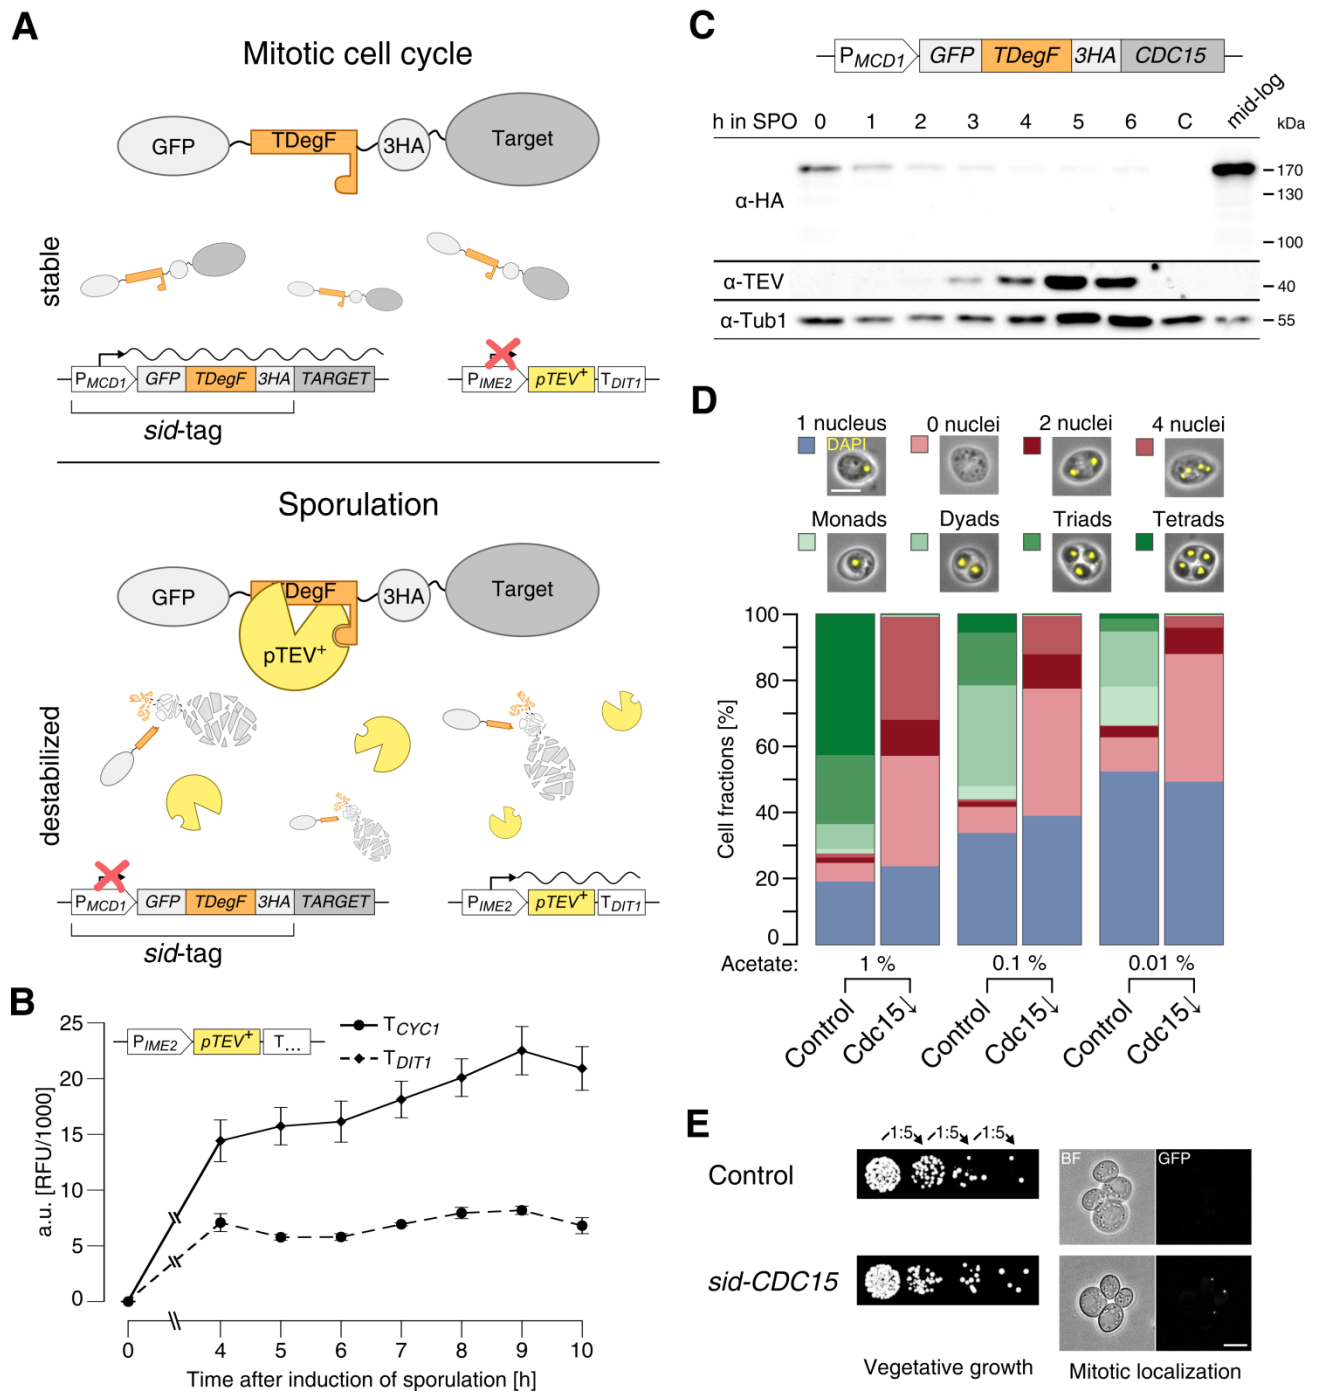 A
Mitotic cell cycle
GFP
TDegF
3HA
Target
stable
PMCD1 GFP TDegF 3HA TARGET
PIME2 pTEV+ TDIT1
sid-tag
Sporulation
GFP
TDegF
3HA
Target
pTEV+
destabilized
PMCD1 GFP TDegF 3HA TARGET
PIME2 pTEV+ TDIT1
sid-tag
B
PIME2 pTEV+ T...
TCYC1
TDIT1
a.u. [RFU/1000]
25
20
15
10
5
0
0 4 5 6 7 8 9 10
Time after induction of sporulation [h]
C
PMCD1 GFP TDegF 3HA CDC15
h in SPO 0 1 2 3 4 5 6 C mid-log kDa
α-HA
170
130
100
α-TEV
40
α-Tub1
55
D
1 nucleus 0 nuclei 2 nuclei 4 nuclei
DAPI
Monads Dyads Triads Tetrads
Cell fractions [%]
100
80
60
40
20
0
Acetate: 1 % 0.1 % 0.01 %
Control Cdc15↓ Control Cdc15↓ Control Cdc15↓
E
1:5 1:5 1:5
Control
BF GFP
sid-CDC15
Vegetative growth
Mitotic localization